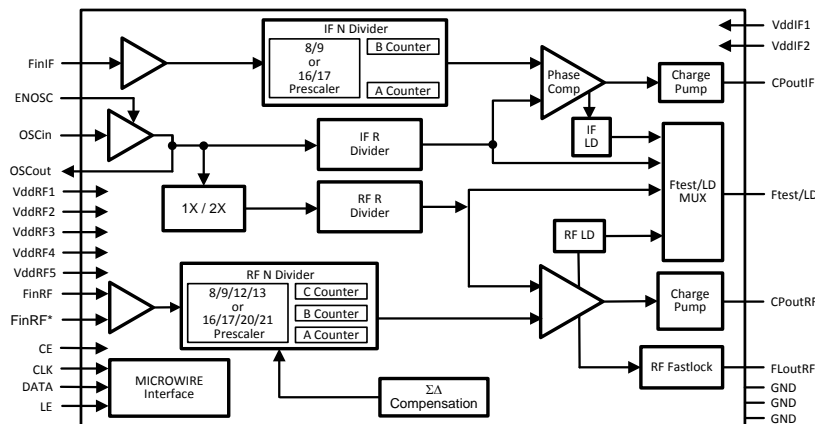 FinIF
ENOSC
OSCin
OSCout
VddRF1
VddRF2
VddRF3
VddRF4
VddRF5
FinRF
FinRF*
CE
CLK
DATA
LE
IF N Divider
8/9
or
16/17
Prescaler
B Counter
A Counter
Phase
Comp
Charge
Pump
IF
LD
IF R
Divider
1X / 2X
RF R
Divider
Ftest/LD
MUX
RF LD
RF N Divider
8/9/12/13
or
16/17/20/21
Prescaler
C Counter
B Counter
A Counter
Charge
Pump
RF Fastlock
MICROWIRE
Interface
ΣΔ
Compensation
VddIF1
VddIF2
CPoutIF
Ftest/LD
CPoutRF
FLoutRF
GND
GND
GND